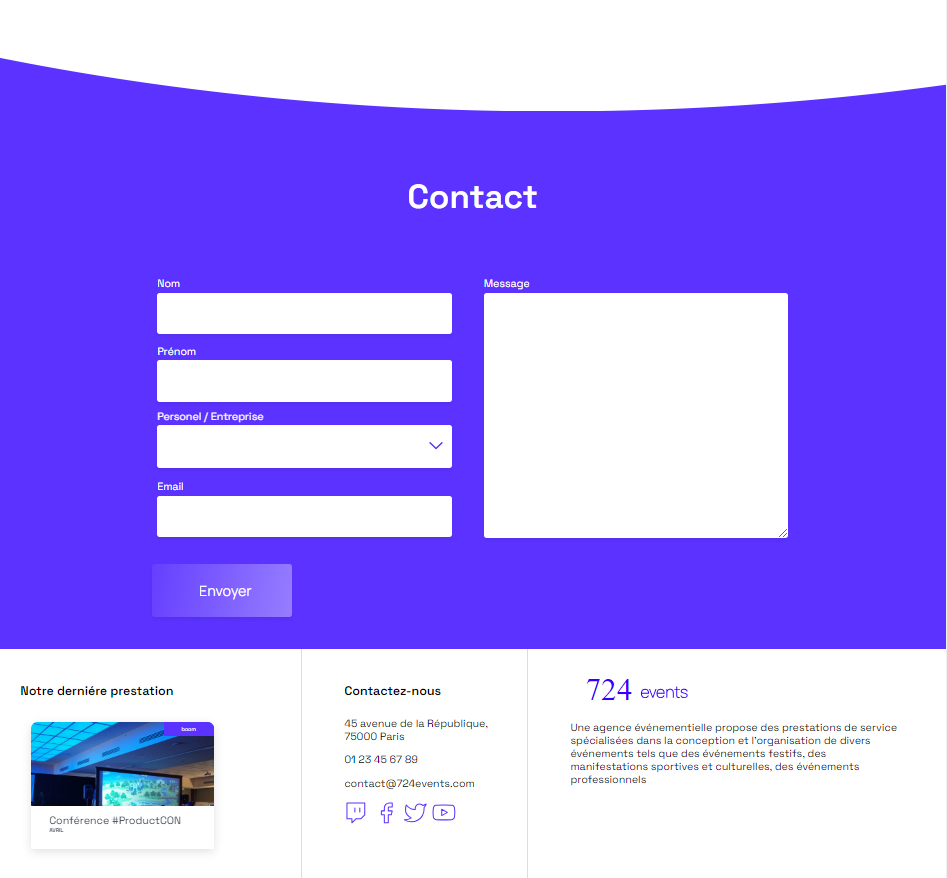 Contact
Nom
Prénom
Personel / Entreprise
Email
Message
Envoyer
Notre derniére prestation
boom
Conférence #ProductCON
AVRIL
Contactez-nous
45 avenue de la République,
75000 Paris
01 23 45 67 89
contact@724events.com
724 events
Une agence événementielle propose des prestations de service
spécialisées dans la conception et l'organisation de divers
événements tels que des événements festifs, des
manifestations sportives et culturelles, des événements
professionnels